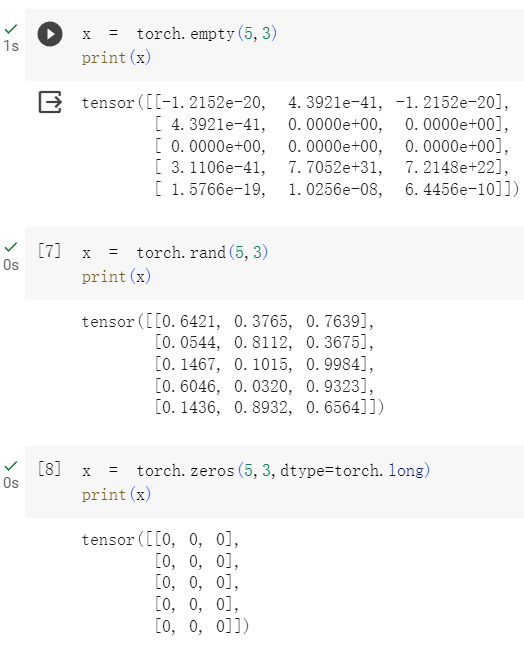 x = torch.empty(5,3)
1s
print(x)
tensor([[-1.2152e-20, 4.3921e-41, -1.2152e-20],
[ 4.3921e-41, 0.0000e+00, 0.0000e+00],
[ 0.0000e+00, 0.0000e+00, 0.0000e+00],
[ 3.1106e-41, 7.7052e+31, 7.2148e+22],
[ 1.5766e-19, 1.0256e-08, 6.4456e-10]])
[7] x = torch.rand(5,3)
0s
print(x)
tensor([[0.6421, 0.3765, 0.7639],
[0.0544, 0.8112, 0.3675],
[0.1467, 0.1015, 0.9984],
[0.6046, 0.0320, 0.9323],
[0.1436, 0.8932, 0.6564]])
[8] x = torch.zeros(5,3,dtype=torch.long)
0s
print(x)
tensor([[0, 0, 0],
[0, 0, 0],
[0, 0, 0],
[0, 0, 0],
[0, 0, 0]])